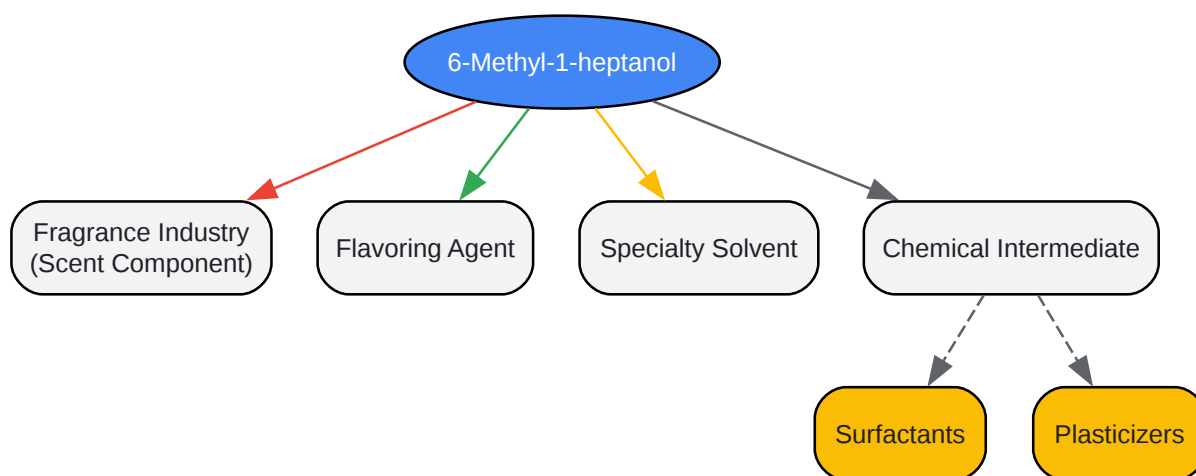 6-Methyl-1-heptanol
Fragrance Industry
(Scent Component)
Flavoring Agent
Specialty Solvent
Chemical Intermediate
Surfactants
Plasticizers